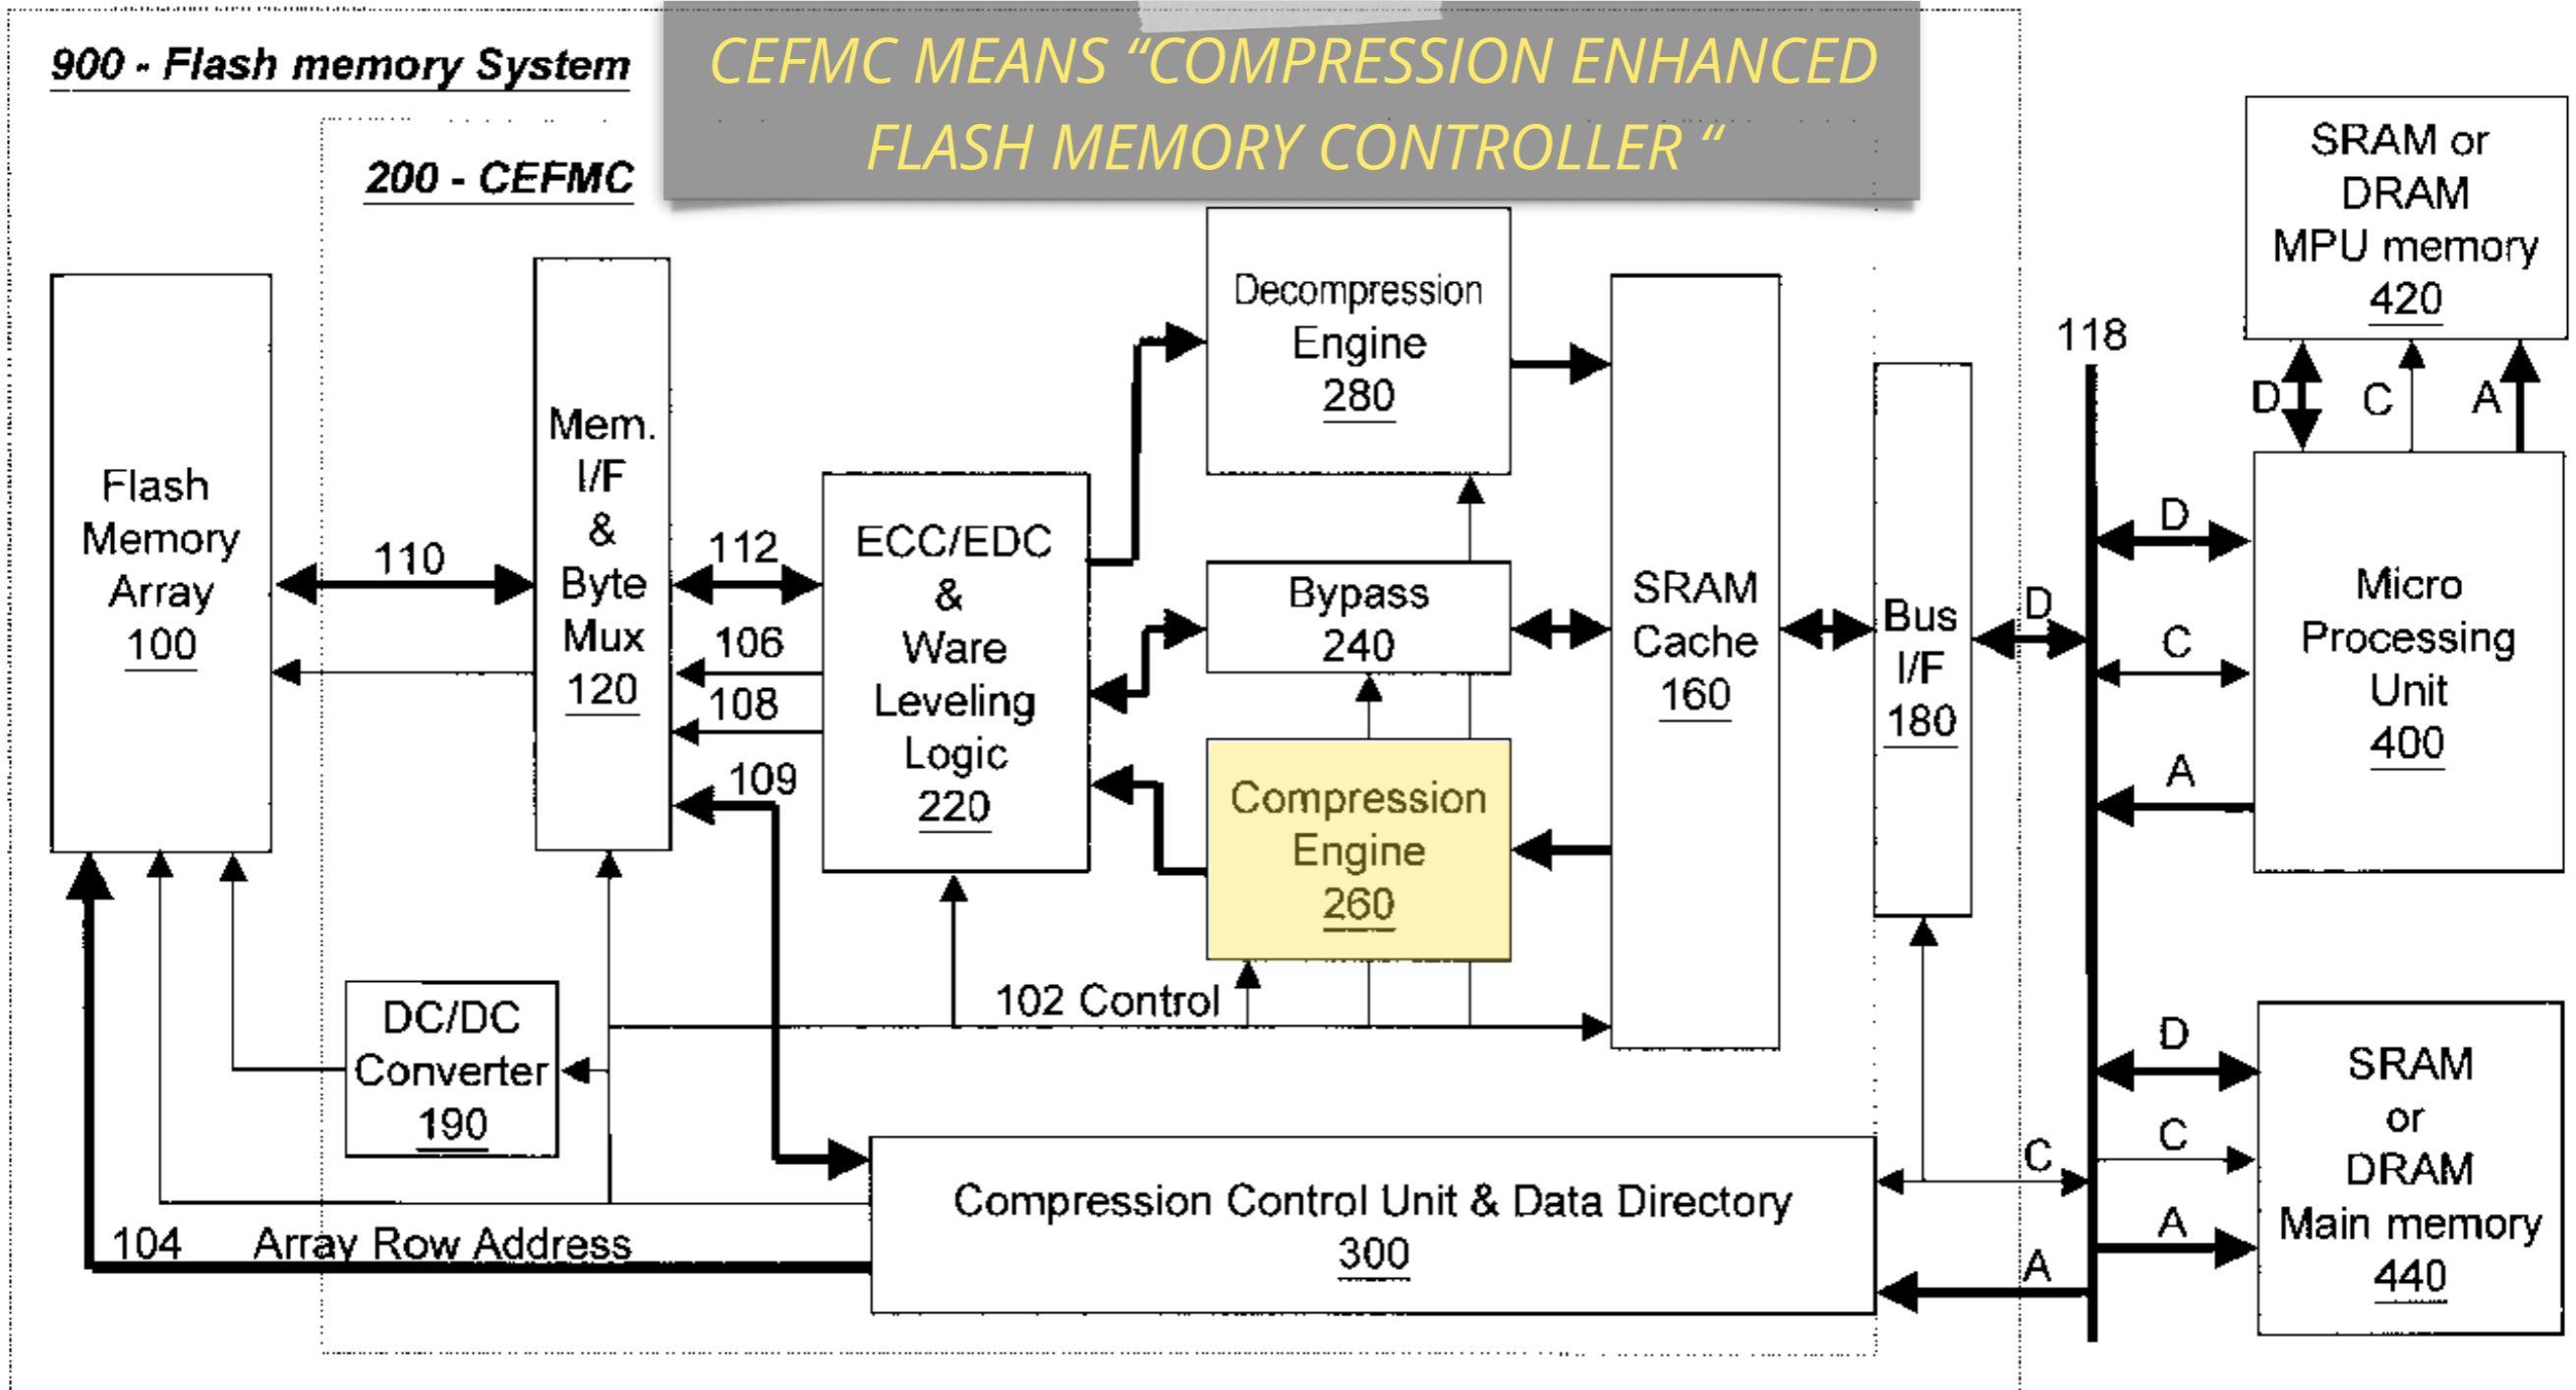 CEFMC MEANS “COMPRESSION ENHANCED
FLASH MEMORY CONTROLLER “
900 - Flash memory System
200 - CEFMC
Flash
Memory
Array
100
110
Mem.
I/F
&
Byte
Mux
120
112
106
108
109
ECC/EDC
&
Ware
Leveling
Logic
220
Decompression
Engine
280
Bypass
240
Compression
Engine
260
102 Control
SRAM
Cache
160
Bus
I/F
180
D
118
SRAM or
DRAM
MPU memory
420
D
C
A
D
C
A
Micro
Processing
Unit
400
DC/DC
Converter
190
104
Array Row Address
Compression Control Unit & Data Directory
300
C
A
D
C
A
SRAM
or
DRAM
Main memory
440